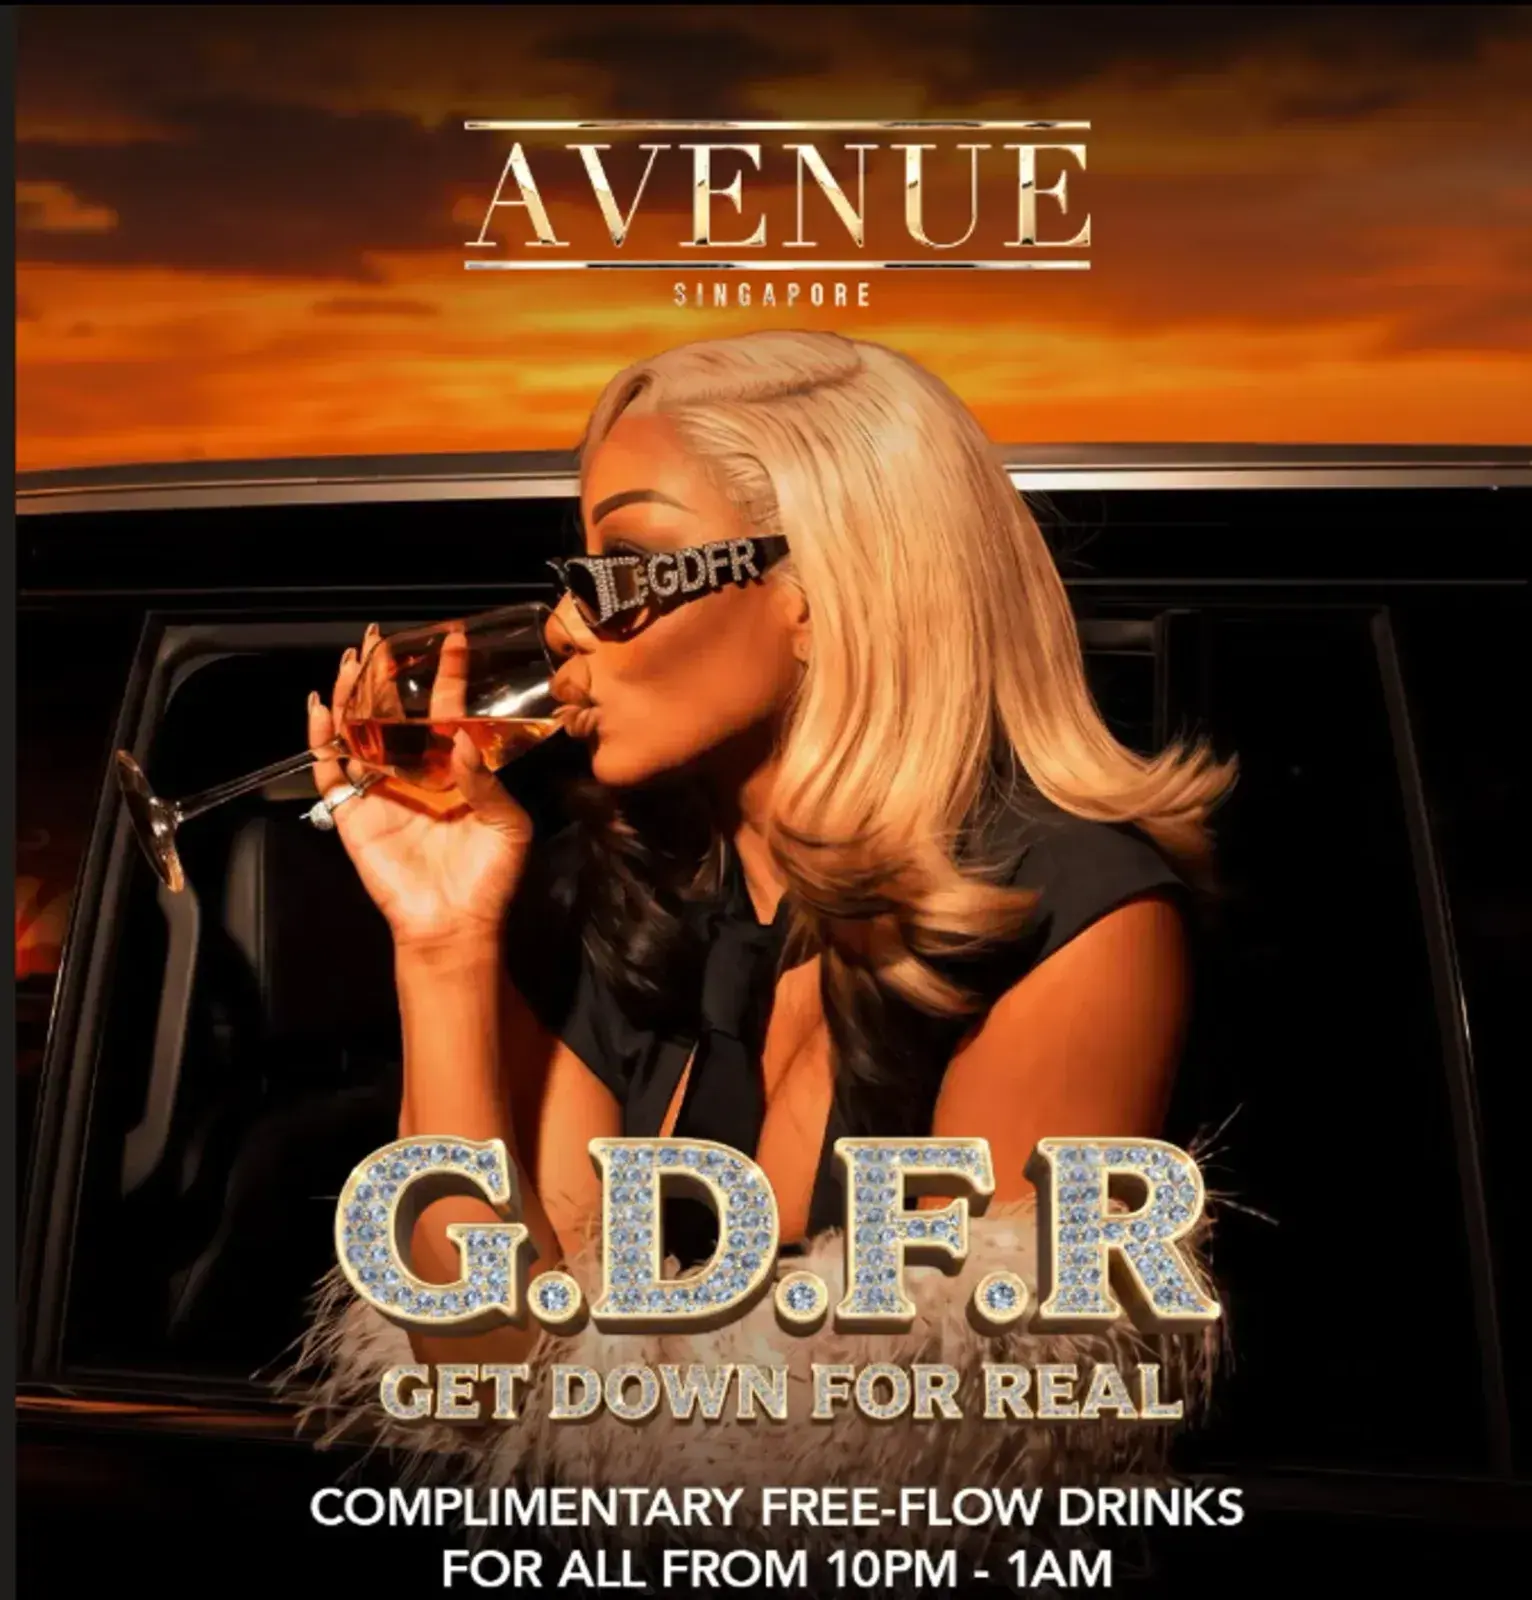 AVENUE
SINGAPORE
GDFR
G.D.F.R
GET DOWN FOR REAL
COMPLIMENTARY FREE-FLOW DRINKS
FOR ALL FROM 10PM - 1AM